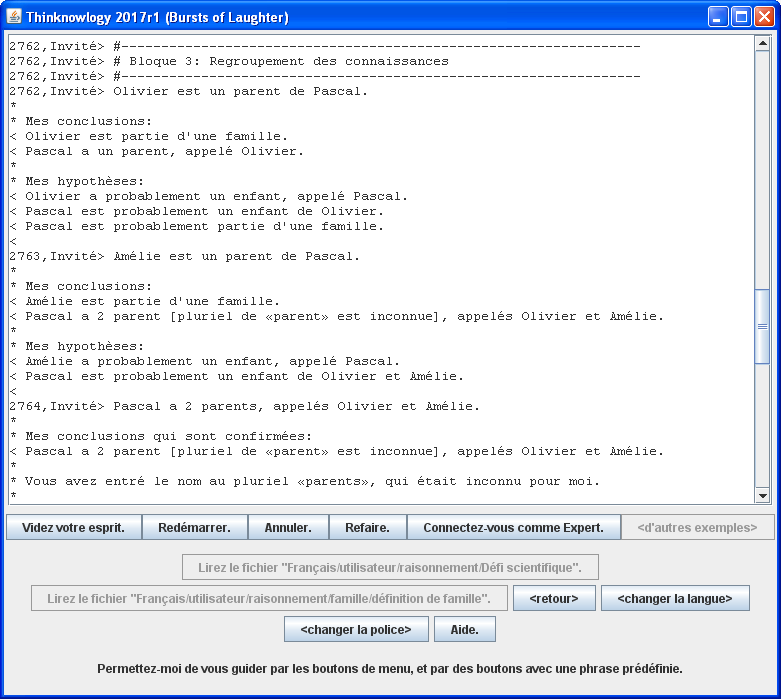 Thinknowlogy 2017r1 (Bursts of Laughter)
2762,Invité> #-----------------------------------------------------------------
2762,Invité> # Bloque 3: Regroupement des connaissances
2762,Invité> #-----------------------------------------------------------------
2762,Invité> Olivier est un parent de Pascal.
*
* Mes conclusions:
< Olivier est partie d'une famille.
< Pascal a un parent, appelé Olivier.
*
* Mes hypothèses:
< Olivier a probablement un enfant, appelé Pascal.
< Pascal est probablement un enfant de Olivier.
< Pascal est probablement partie d'une famille.
<
2763,Invité> Amélie est un parent de Pascal.
*
* Mes conclusions:
< Amélie est partie d'une famille.
< Pascal a 2 parent [pluriel de «parent» est inconnue], appelés Olivier et Amélie.
*
* Mes hypothèses:
< Amélie a probablement un enfant, appelé Pascal.
< Pascal est probablement un enfant de Olivier et Amélie.
<
2764,Invité> Pascal a 2 parents, appelés Olivier et Amélie.
*
* Mes conclusions qui sont confirmées:
< Pascal a 2 parent [pluriel de «parent» est inconnue], appelés Olivier et Amélie.
*
* Vous avez entré le nom au pluriel «parents», qui était inconnu pour moi.
*
Videz votre esprit. Redémarrer. Annuler. Refaire. Connectez-vous comme Expert. <d'autres exemples>
Lirez le fichier "Français/utilisateur/raisonnement/Défi scientifique".
Lirez le fichier "Français/utilisateur/raisonnement/famille/définition de famille". <retour> <changer la langue>
<changer la police> Aide.
Permettez-moi de vous guider par les boutons de menu, et par des boutons avec une phrase prédéfinie.